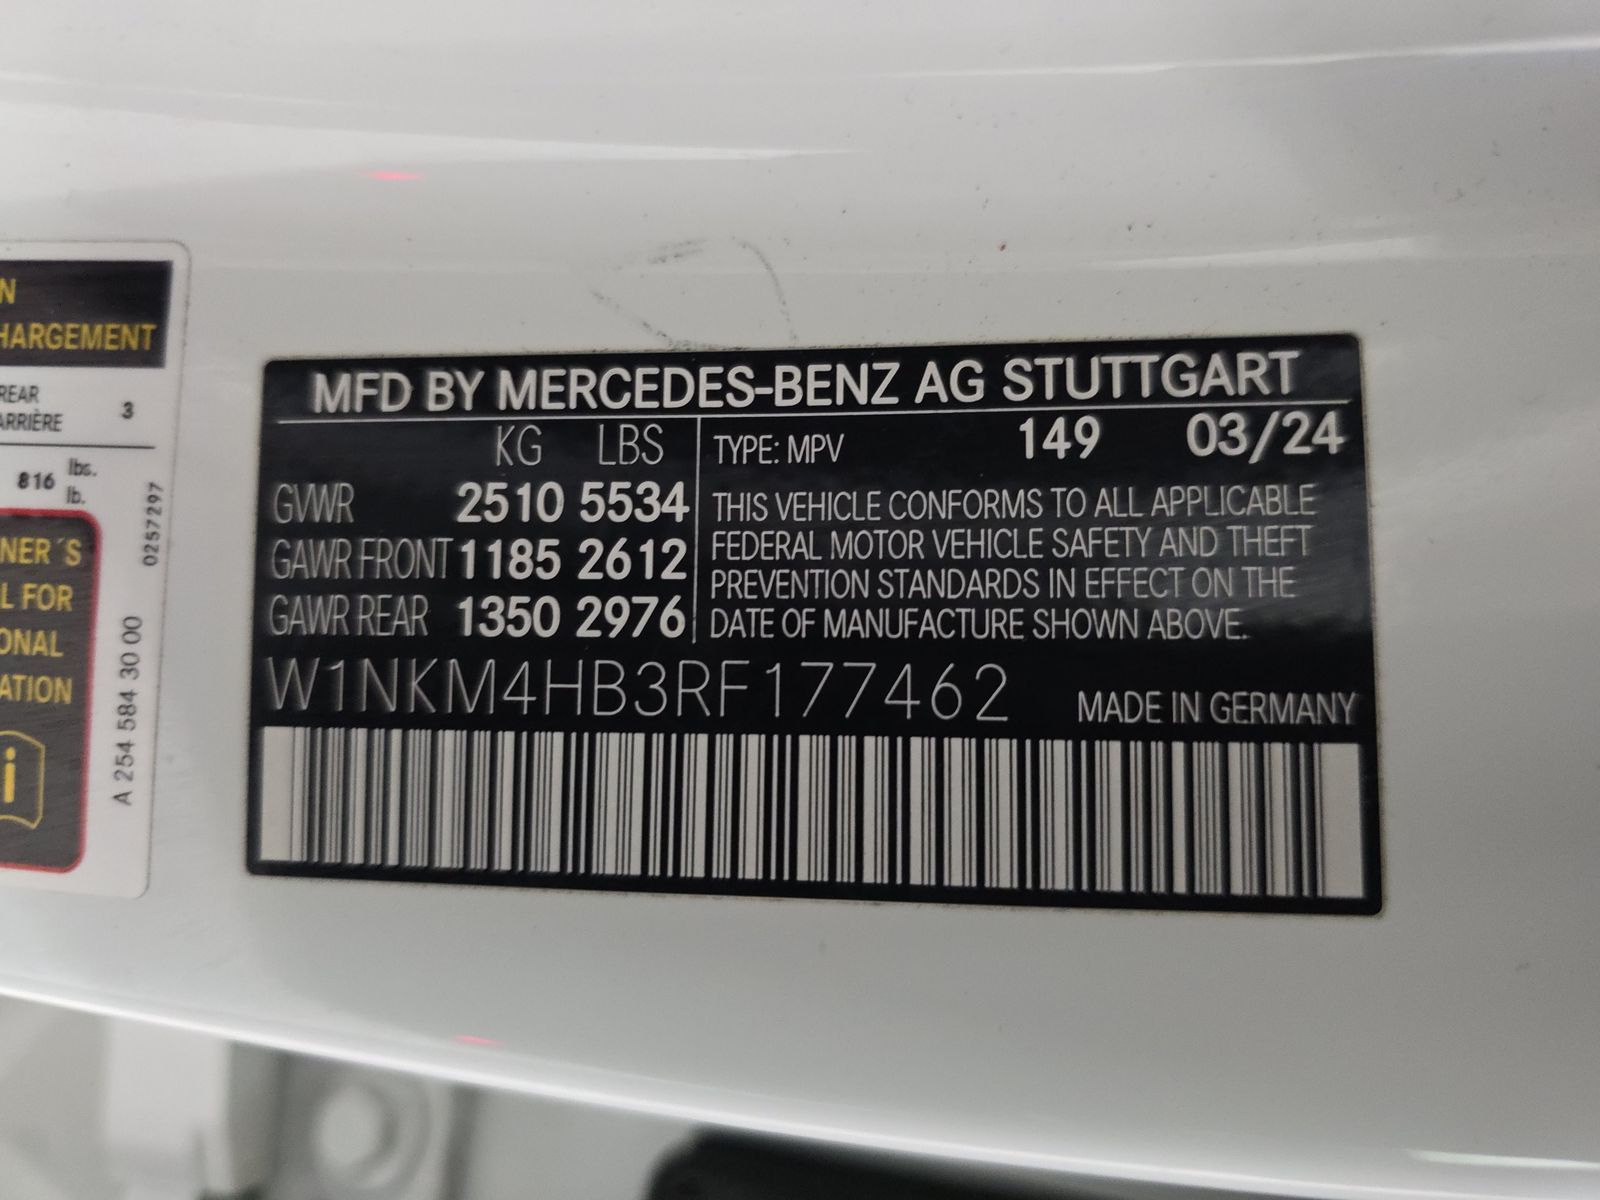 N
HARGEMENT
REAR
ARRIÈRE
3
816 lbs.
lb.
NER´S
L FOR
ONAL
ATION
i
0257297
A 254 584 30 00
MFD BY MERCEDES-BENZ AG STUTTGART
KG LBS
GVWR 2510 5534
GAWR FRONT 1185 2612
GAWR REAR 1350 2976
TYPE: MPV 149 03/24
THIS VEHICLE CONFORMS TO ALL APPLICABLE
FEDERAL MOTOR VEHICLE SAFETY AND THEFT
PREVENTION STANDARDS IN EFFECT ON THE
DATE OF MANUFACTURE SHOWN ABOVE.
W1NKM4HB3RF177462
MADE IN GERMANY